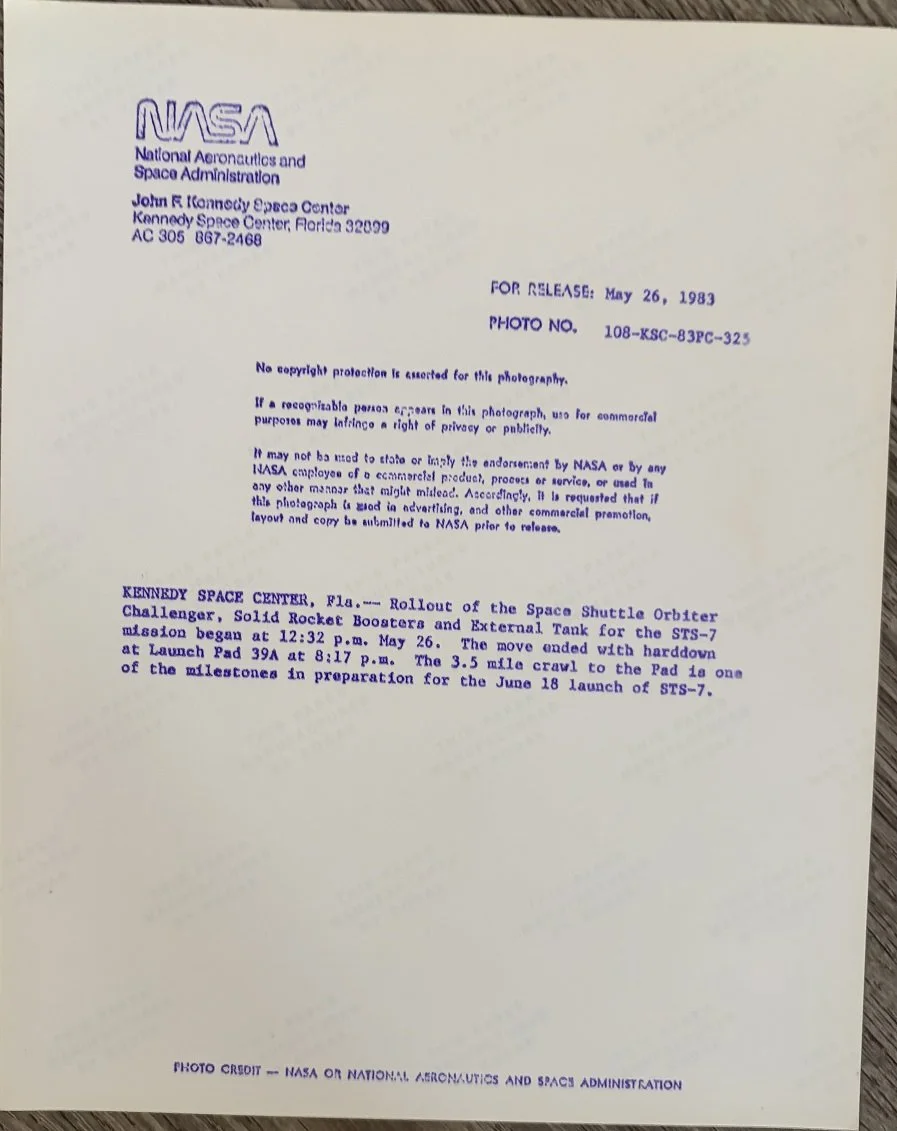 NASA
National Aeronautics and
Space Administration
John F. Kennedy Space Center
Kennedy Space Center, Florida 32899
AC 305 867-2468
FOR RELEASE: May 26, 1983
PHOTO NO. 108-KSC-83PC-325
No copyright protection is asserted for this photography.
If a recognizable person appears in this photograph, use for commercial
purposes may infringe a right of privacy or publicity.
It may not be used to state or imply the endorsement by NASA or by any
NASA employee of a commercial product, process or service, or used in
any other manner that might mislead. Accordingly, it is requested that if
this photograph is used in advertising, and other commercial promotion,
layout and copy be submitted to NASA prior to release.
KENNEDY SPACE CENTER, Fla.-- Rollout of the Space Shuttle Orbiter
Challenger, Solid Rocket Boosters and External Tank for the STS-7
mission began at 12:32 p.m. May 26. The move ended with harddown
at Launch Pad 39A at 8:17 p.m. The 3.5 mile crawl to the Pad is one
of the milestones in preparation for the June 18 launch of STS-7.
PHOTO CREDIT — NASA OR NATIONAL AERONAUTICS AND SPACE ADMINISTRATION